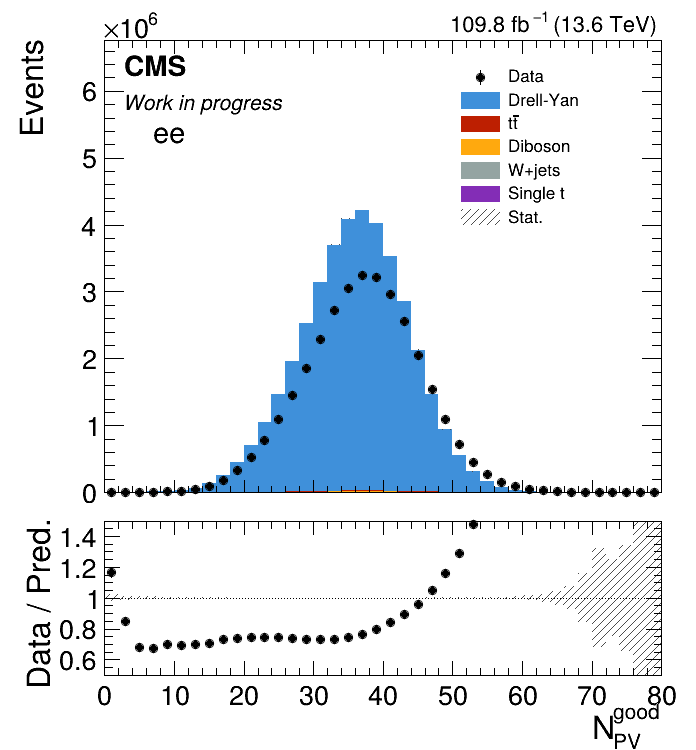 ×10⁶
109.8 fb⁻¹ (13.6 TeV)
Events
CMS
Work in progress
ee
Data
Drell-Yan
tt̄
Diboson
W+jets
Single t
Stat.
6
5
4
3
2
1
0
Data / Pred.
1.4
1.2
1
0.8
0.6
0 10 20 30 40 50 60 70 80
N_PV^good